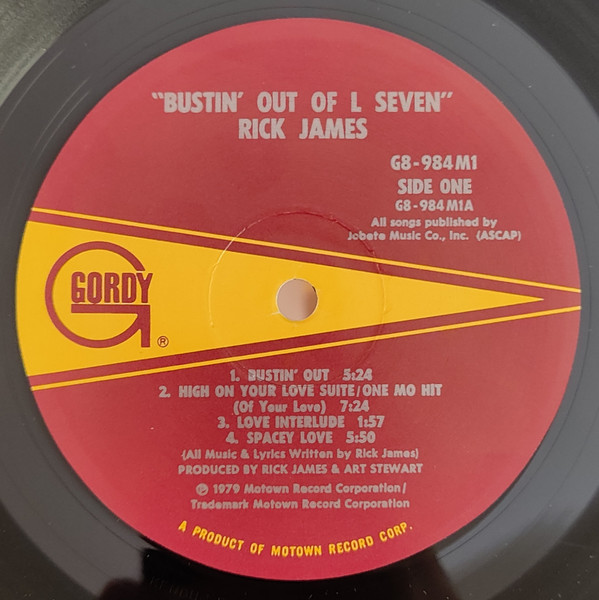 "BUSTIN' OUT OF L SEVEN"
RICK JAMES
G8-984M1
SIDE ONE
G8-984M1A
All songs published by
Jobete Music Co., Inc. (ASCAP)
GORDY
®
1. BUSTIN' OUT 5:24
2. HIGH ON YOUR LOVE SUITE/ONE MO HIT
(Of Your Love) 7:24
3. LOVE INTERLUDE 1:57
4. SPACEY LOVE 5:50
(All Music & Lyrics Written by Rick James)
PRODUCED BY RICK JAMES & ART STEWART
℗ 1979 Motown Record Corporation/
Trademark Motown Record Corporation
A PRODUCT OF MOTOWN RECORD CORP.